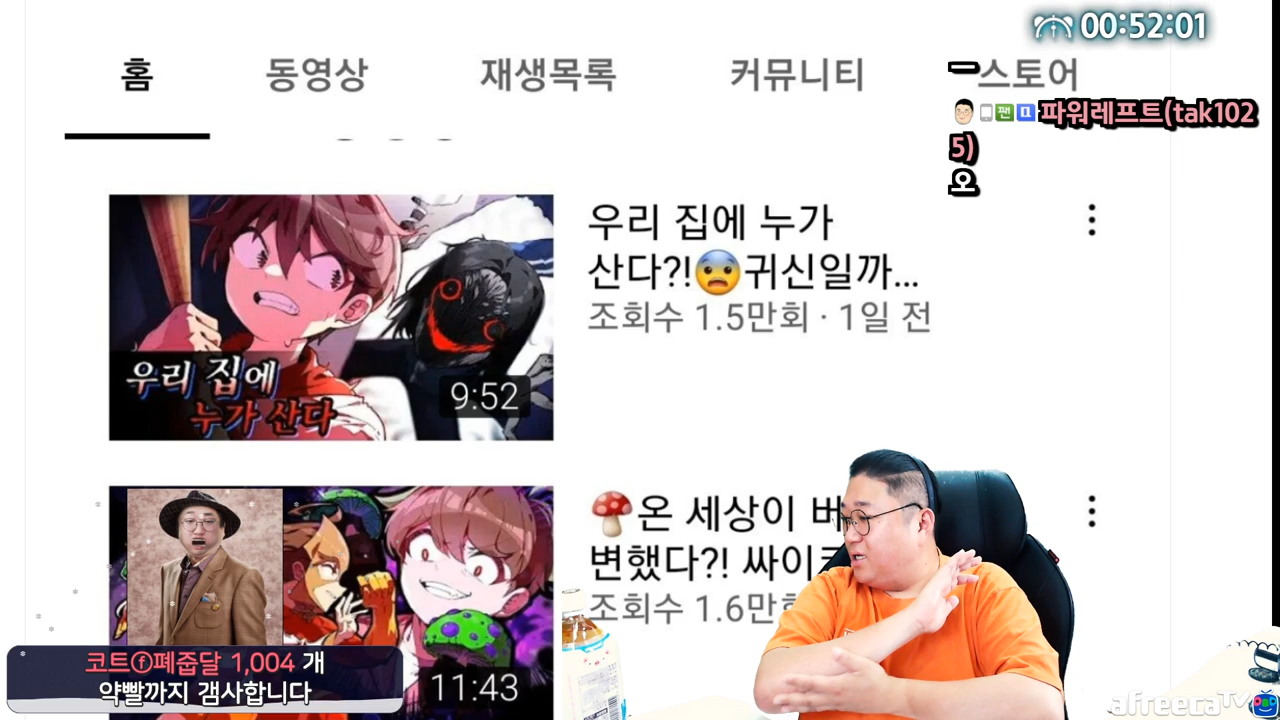 00:52:01
홈 동영상 재생목록 커뮤니티 스토어
파워레프트(tak102
5)
오
우리 집에 누가
산다?!😨귀신일까...
조회수 1.5만회 · 1일 전
우리 집에
누가 산다
9:52
🍄온 세상이 버
변했다?! 싸이
조회수 1.6만
11:43
코트ⓕ폐줍달 1,004 개
약빨까지 갬사합니다
afreecaTV